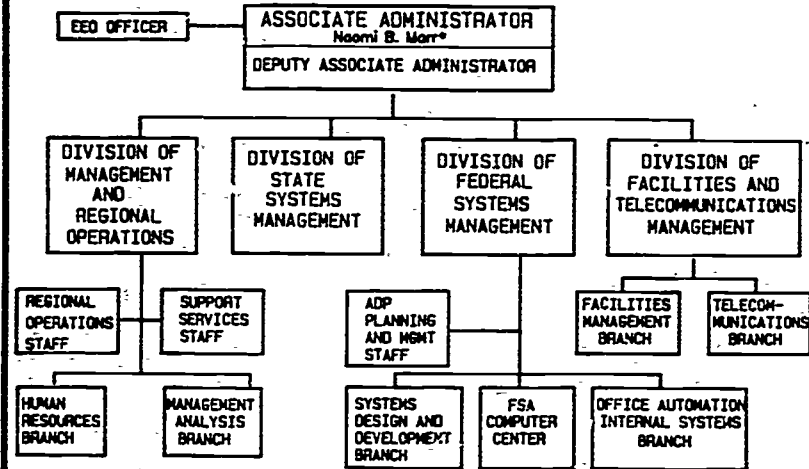 EEO OFFICER
ASSOCIATE ADMINISTRATOR
Naomi B. Marr*
DEPUTY ASSOCIATE ADMINISTRATOR
DIVISION OF
MANAGEMENT
AND
REGIONAL
OPERATIONS
DIVISION OF
STATE
SYSTEMS
MANAGEMENT
DIVISION OF
FEDERAL
SYSTEMS
MANAGEMENT
DIVISION OF
FACILITIES AND
TELECOMMUNICATIONS
MANAGEMENT
REGIONAL
OPERATIONS
STAFF
SUPPORT
SERVICES
STAFF
ADP
PLANNING
AND MGMT
STAFF
FACILITIES
MANAGEMENT
BRANCH
TELECOM-
MUNICATIONS
BRANCH
HUMAN
RESOURCES
BRANCH
MANAGEMENT
ANALYSIS
BRANCH
SYSTEMS
DESIGN AND
DEVELOPMENT
BRANCH
FSA
COMPUTER
CENTER
OFFICE AUTOMATION
INTERNAL SYSTEMS
BRANCH